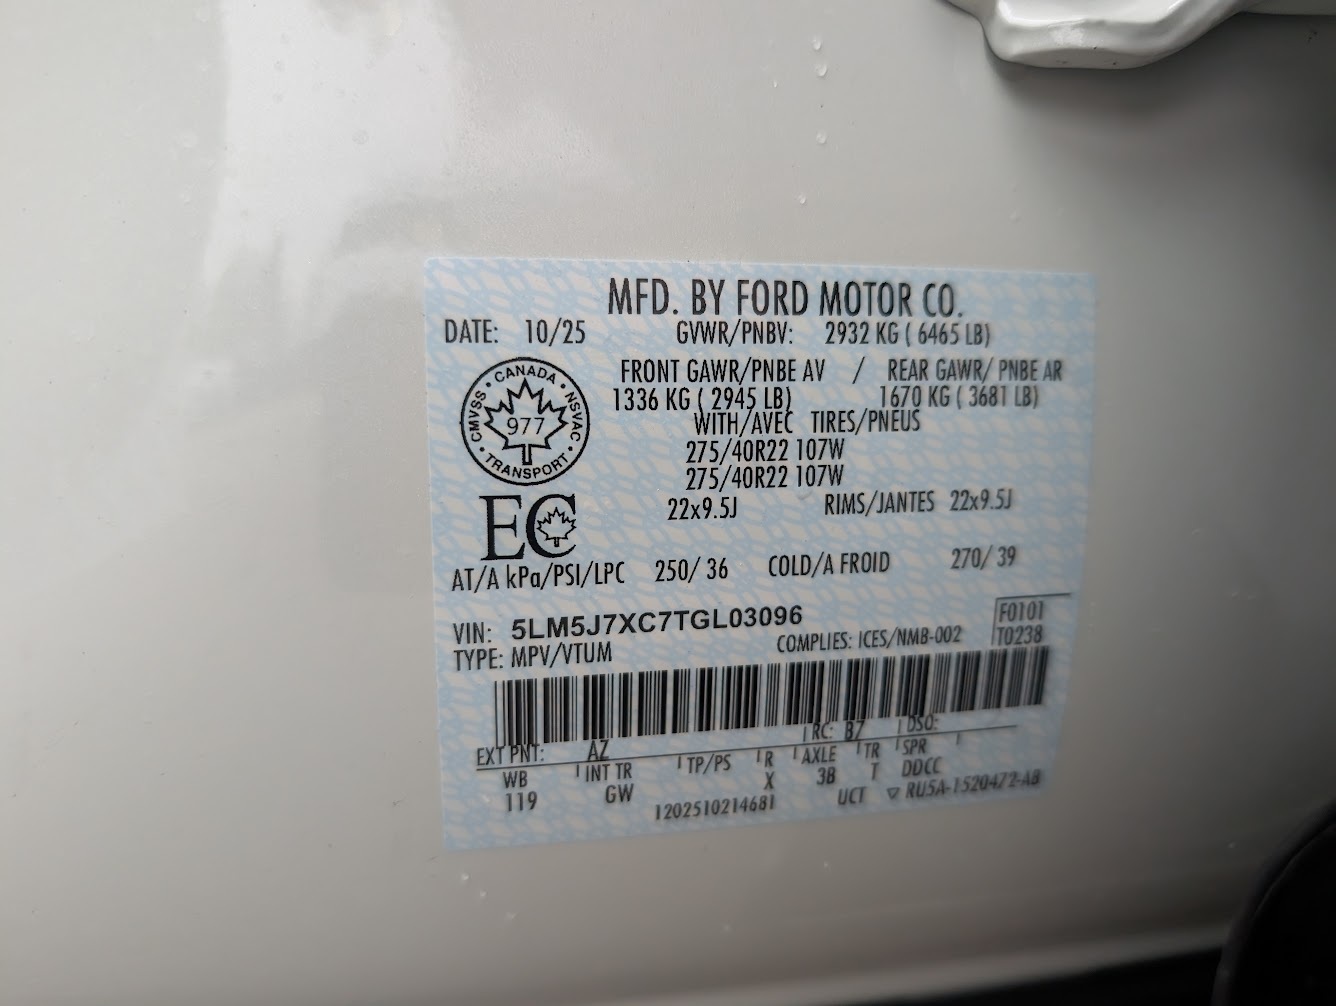 MFD. BY FORD MOTOR CO.
DATE: 10/25 GVWR/PNBV: 2932 KG ( 6465 LB)
FRONT GAWR/PNBE AV / REAR GAWR/ PNBE AR
1336 KG ( 2945 LB) 1670 KG ( 3681 LB)
WITH/AVEC TIRES/PNEUS
275/40R22 107W
275/40R22 107W
22x9.5J RIMS/JANTES 22x9.5J
CANADA
CMVSS 977 NSVAC
TRANSPORT
EC
AT/A kPa/PSI/LPC 250/ 36 COLD/A FROID 270/ 39
VIN: 5LM5J7XC7TGL03096 F0101
TYPE: MPV/VTUM COMPLIES: ICES/NMB-002 T0238
EXT PNT: AZ RC: B7 DSO:
WB INT TR TP/PS R AXLE TR SPR
119 GW X 3B T DDCC
1202510214681 UCT ▽ RU5A-1520472-AB